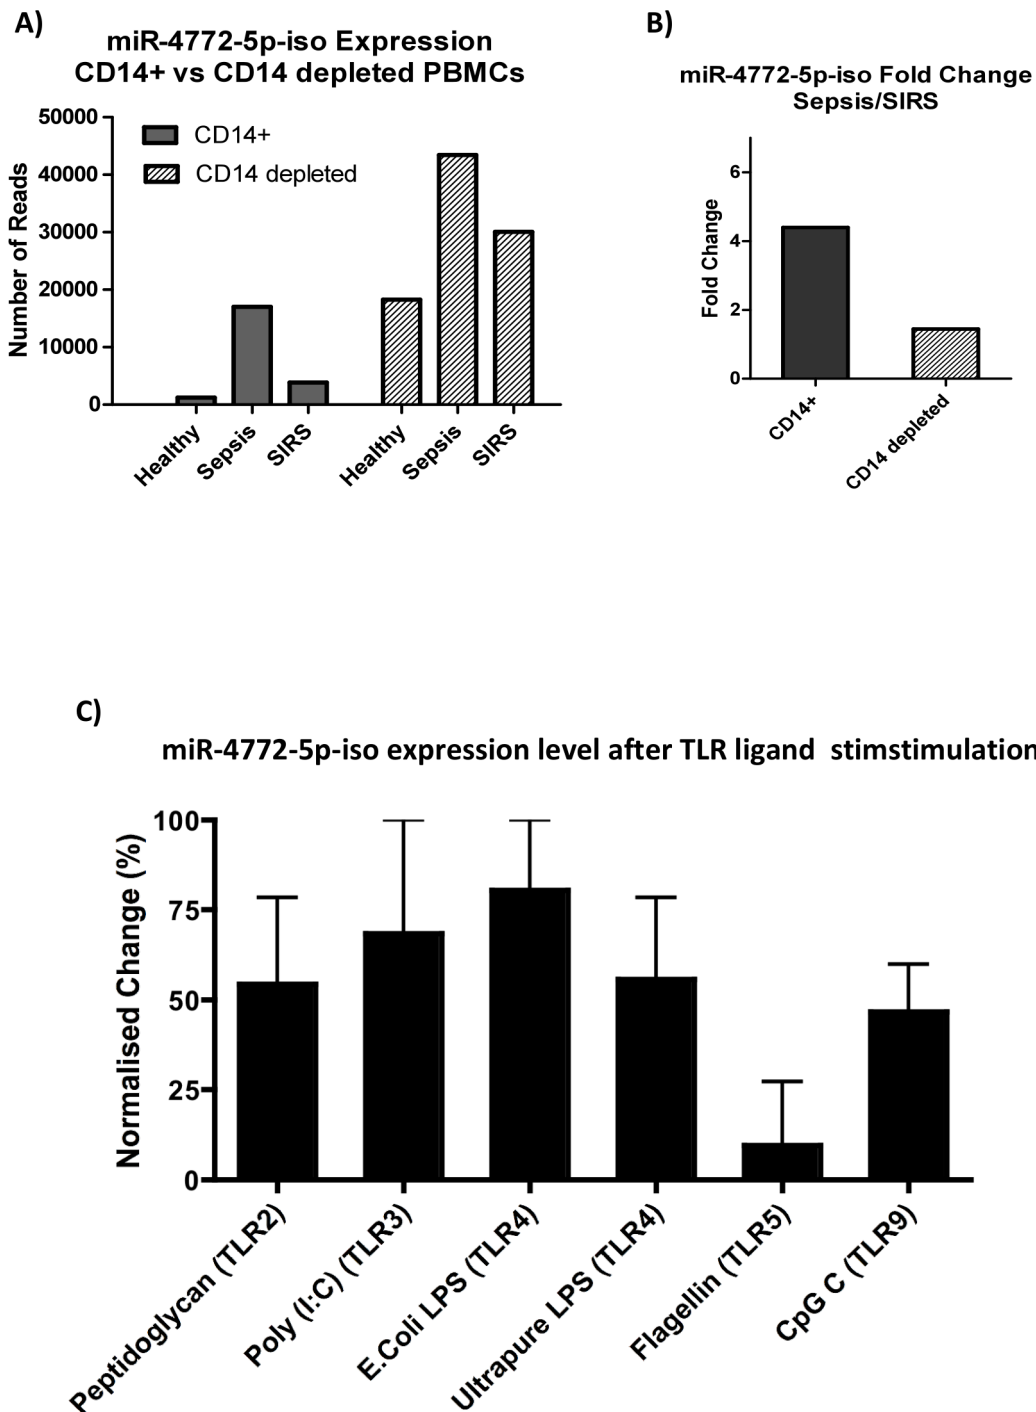 A)
miR-4772-5p-iso Expression
CD14+ vs CD14 depleted PBMCs
50000
40000
30000
20000
10000
0
Number of Reads
CD14+
CD14 depleted
Healthy
Sepsis
SIRS
Healthy
Sepsis
SIRS
B)
miR-4772-5p-iso Fold Change
Sepsis/SIRS
6
4
2
0
Fold Change
CD14+
CD14 depleted
C)
miR-4772-5p-iso expression level after TLR ligand stimstimulation
100
75
50
25
0
Normalised Change (%)
Peptidoglycan (TLR2)
Poly (I:C) (TLR3)
E.Coli LPS (TLR4)
Ultrapure LPS (TLR4)
Flagellin (TLR5)
CpG C (TLR9)